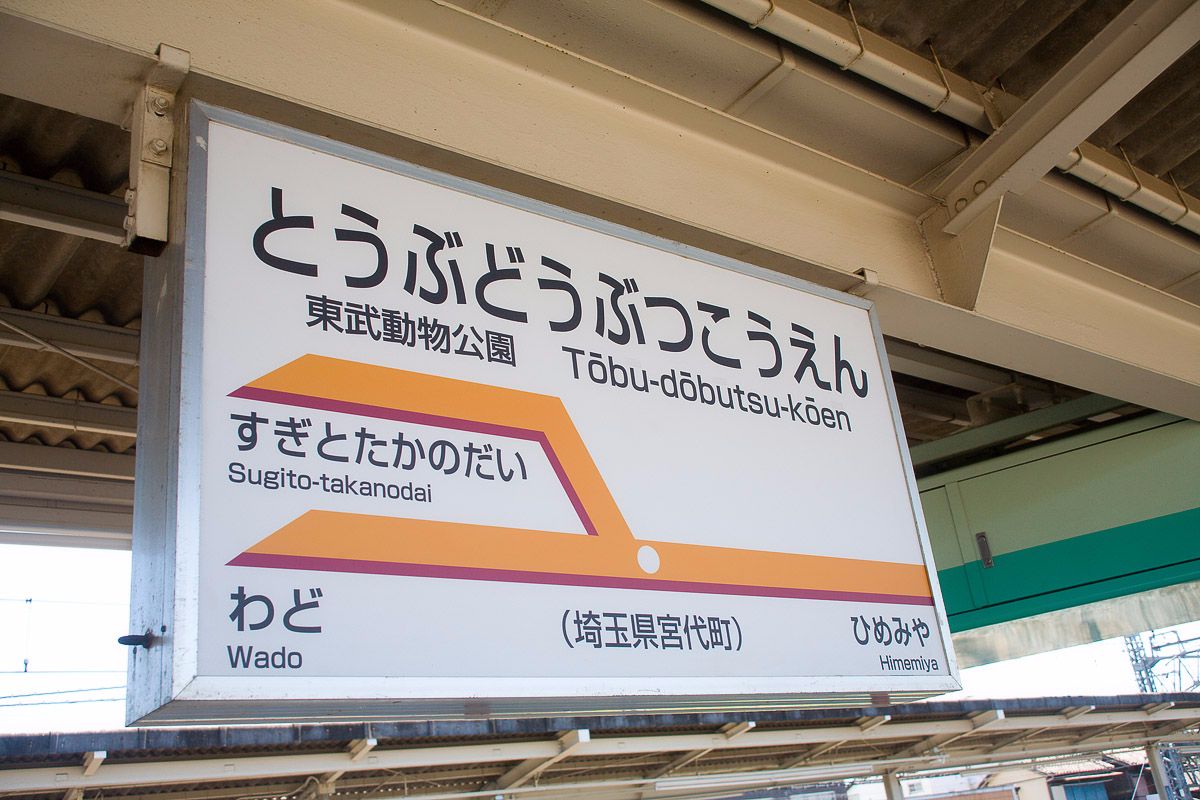 とうぶどうぶつこうえん
東武動物公園
Tōbu-dōbutsu-kōen
すぎとたかのだい
Sugito-takanodai
わど
Wado
（埼玉県宮代町）
ひめみや
Himemiya